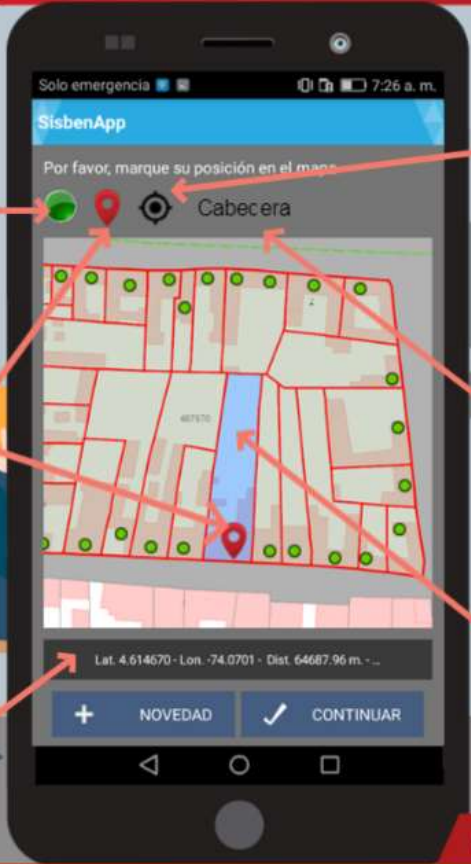 Solo emergencia 7:26 a. m.
SisbenApp
Por favor, marque su posición en el mapa
Cabecera
Lat. 4.614670 - Lon. -74.0701 - Dist. 64687.96 m. - ...
+ NOVEDAD ✓ CONTINUAR